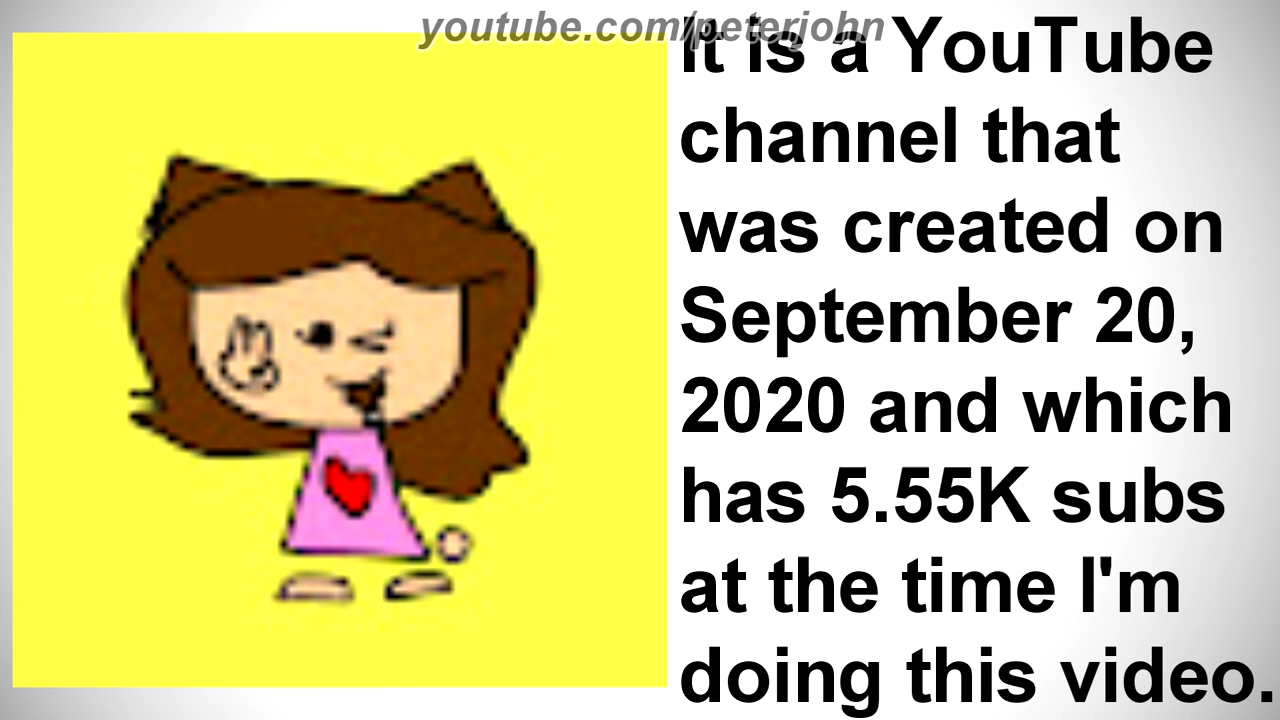 youtube.com/peterjohn
It is a YouTube
channel that
was created on
September 20,
2020 and which
has 5.55K subs
at the time I'm
doing this video.